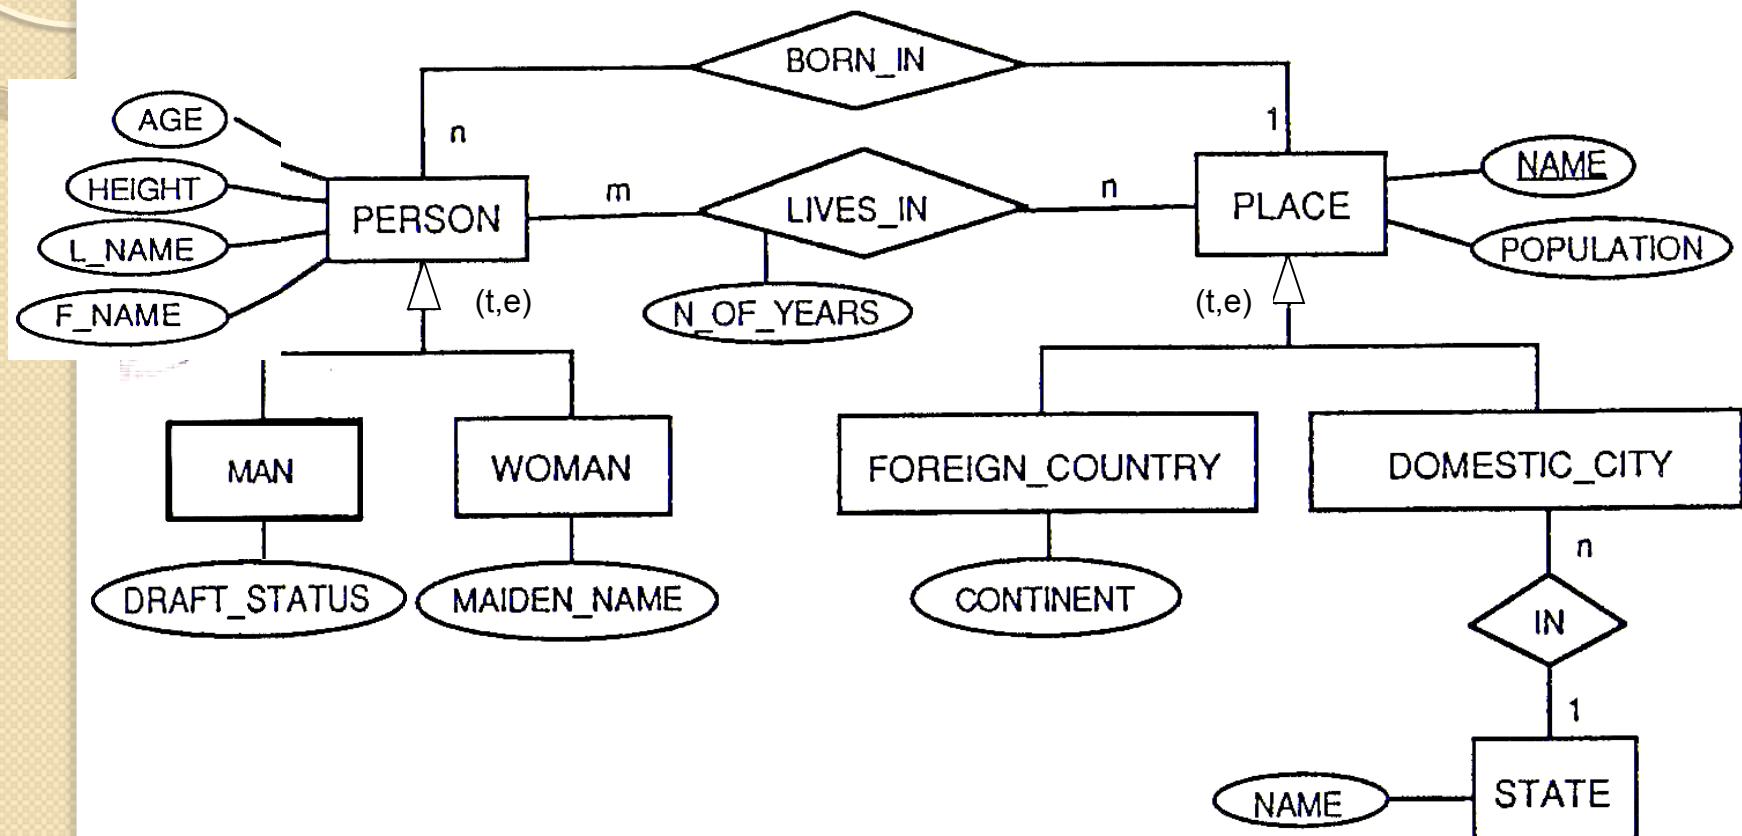 BORN_IN
AGE
n
1
HEIGHT
m
n
NAME
PERSON
LIVES_IN
PLACE
L_NAME
POPULATION
F_NAME
(t,e)
N_OF_YEARS
(t,e)
MAN
WOMAN
FOREIGN_COUNTRY
DOMESTIC_CITY
n
DRAFT_STATUS
MAIDEN_NAME
CONTINENT
IN
1
NAME
STATE